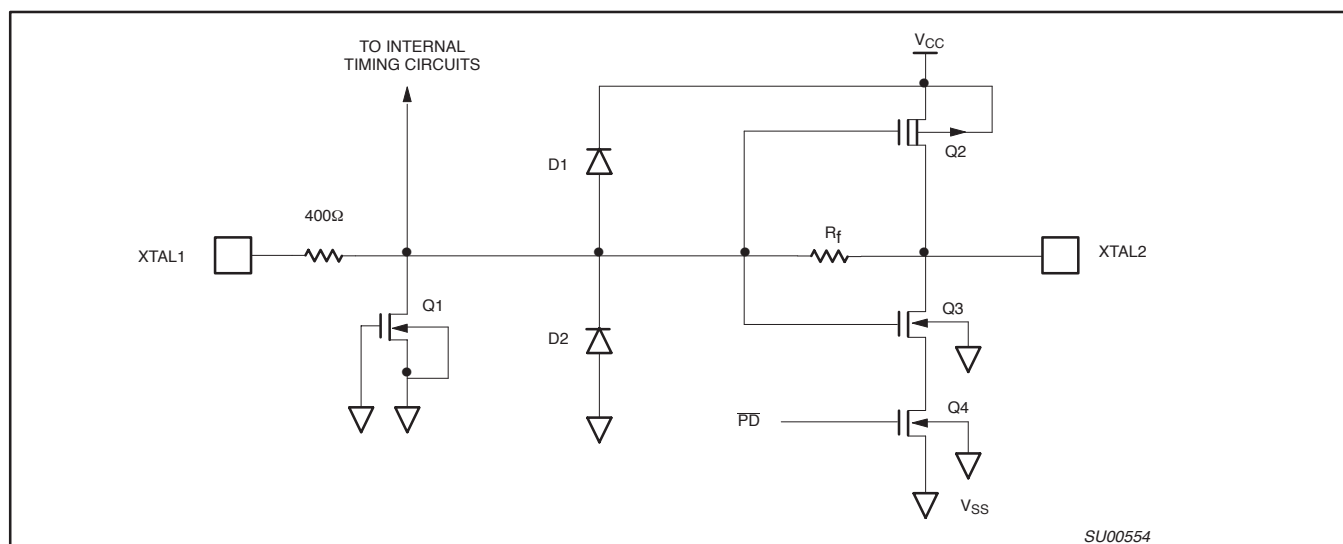 TO INTERNAL
TIMING CIRCUITS
VCC
D1
Q2
400Ω
Rf
XTAL1
XTAL2
Q1
Q3
D2
PD
Q4
VSS
SU00554